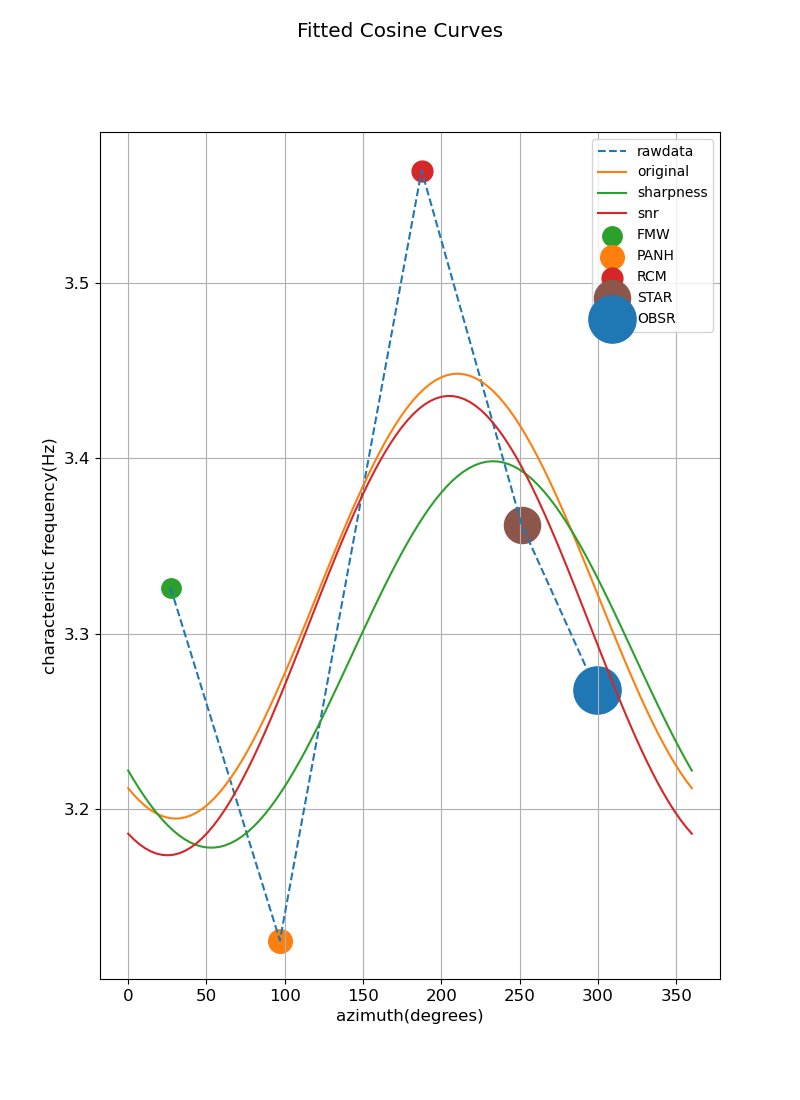 Fitted Cosine Curves
rawdata
original
sharpness
snr
FMW
PANH
RCM
STAR
OBSR
3.5
3.4
3.3
3.2
characteristic frequency(Hz)
0 50 100 150 200 250 300 350
azimuth(degrees)